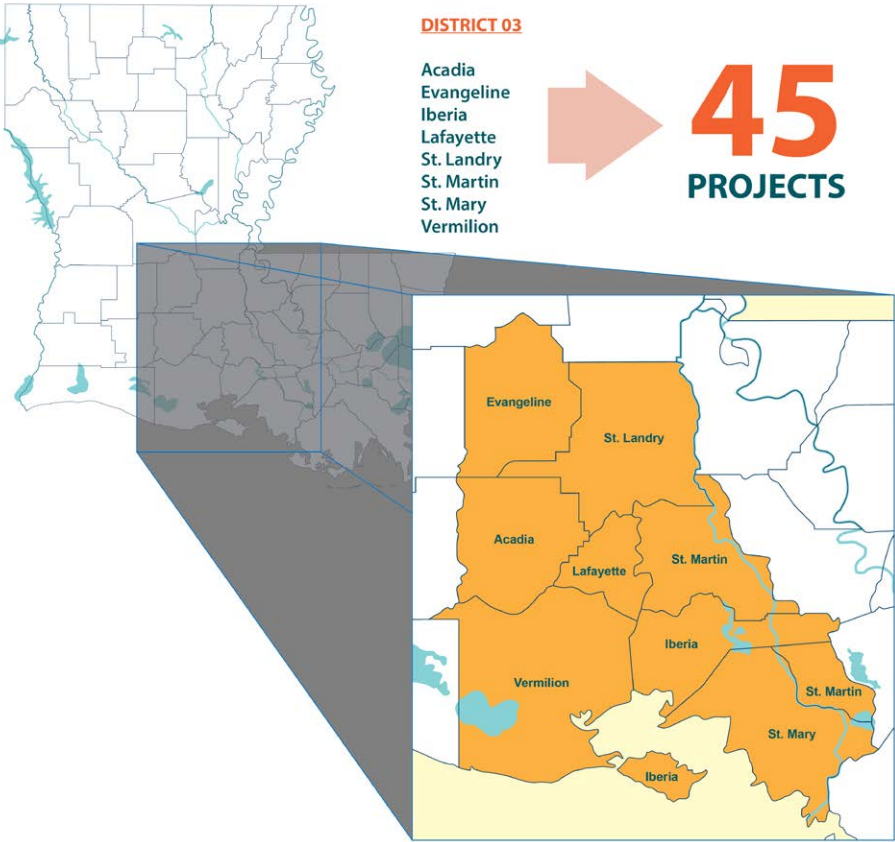 DISTRICT 03
Acadia
Evangeline
Iberia
Lafayette
St. Landry
St. Martin
St. Mary
Vermilion
45
PROJECTS
Evangeline
St. Landry
Acadia
Lafayette
St. Martin
Iberia
Vermilion
St. Martin
St. Mary
Iberia